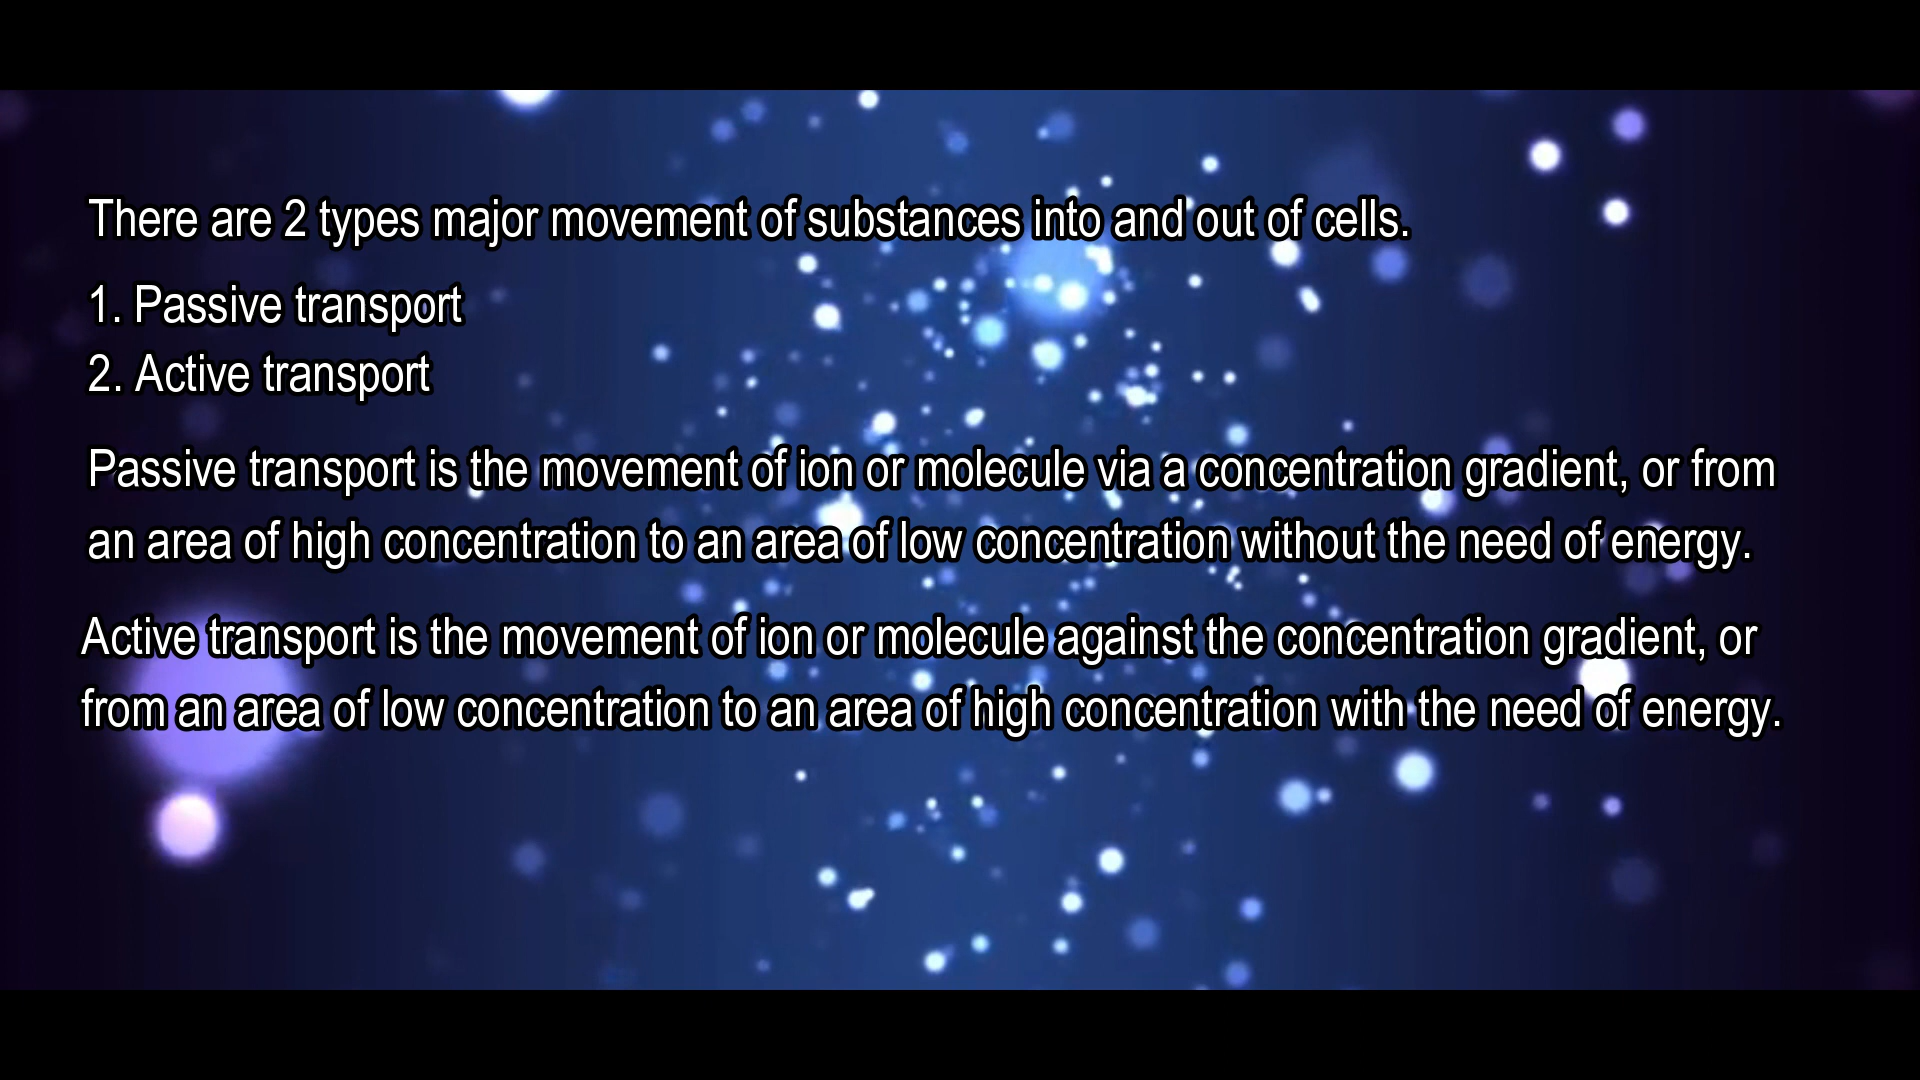 There are 2 types major movement of substances into and out of cells.
1. Passive transport
2. Active transport
Passive transport is the movement of ion or molecule via a concentration gradient, or from
an area of high concentration to an area of low concentration without the need of energy.
Active transport is the movement of ion or molecule against the concentration gradient, or
from an area of low concentration to an area of high concentration with the need of energy.